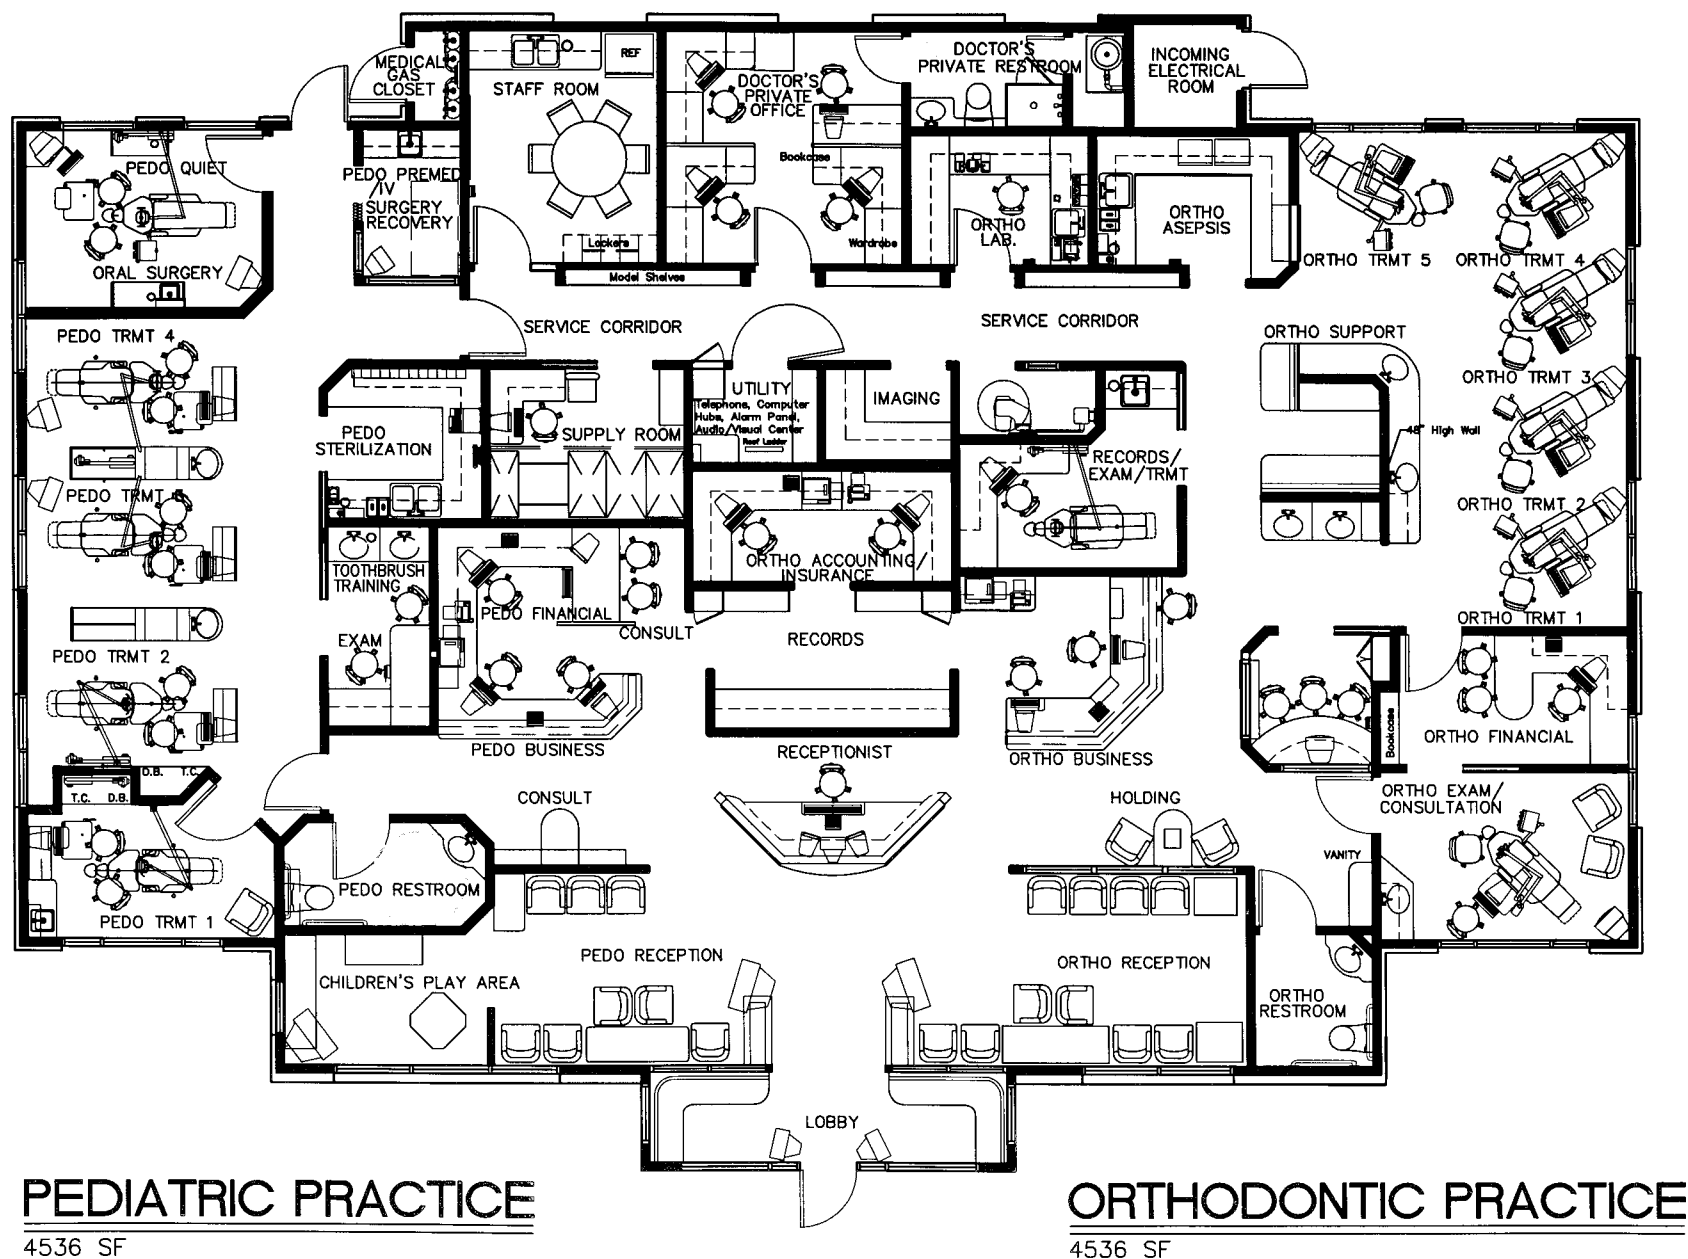 MEDICAL
GAS
CLOSET
STAFF ROOM
REF
DOCTOR'S
PRIVATE
OFFICE
DOCTOR'S
PRIVATE RESTROOM
INCOMING
ELECTRICAL
ROOM
PEDO QUIET
PEDO PREMED
/IV
SURGERY
RECOVERY
Bookcase
ORTHO
LAB.
ORTHO
ASEPSIS
ORAL SURGERY
Lockers
Wardrobe
Model Shelves
ORTHO TRMT 5
ORTHO TRMT 4
PEDO TRMT 4
SERVICE CORRIDOR
SERVICE CORRIDOR
ORTHO SUPPORT
ORTHO TRMT 3
UTILITY
Telephone, Computer
Hubs, Alarm Panel,
Audio/Visual Center
Roof Ladder
IMAGING
PEDO
STERILIZATION
SUPPLY ROOM
48" High Wall
RECORDS/
EXAM/TRMT
PEDO TRMT 3
ORTHO TRMT 2
ORTHO ACCOUNTING/
INSURANCE
TOOTHBRUSH
TRAINING
PEDO FINANCIAL
CONSULT
RECORDS
ORTHO TRMT 1
EXAM
PEDO TRMT 2
PEDO BUSINESS
RECEPTIONIST
ORTHO BUSINESS
Bookcase
ORTHO FINANCIAL
D.B. T.C.
T.C. D.B.
CONSULT
HOLDING
ORTHO EXAM/
CONSULTATION
VANITY
PEDO RESTROOM
PEDO TRMT 1
PEDO RECEPTION
ORTHO RECEPTION
CHILDREN'S PLAY AREA
ORTHO
RESTROOM
LOBBY
PEDIATRIC PRACTICE
4536 SF
ORTHODONTIC PRACTICE
4536 SF